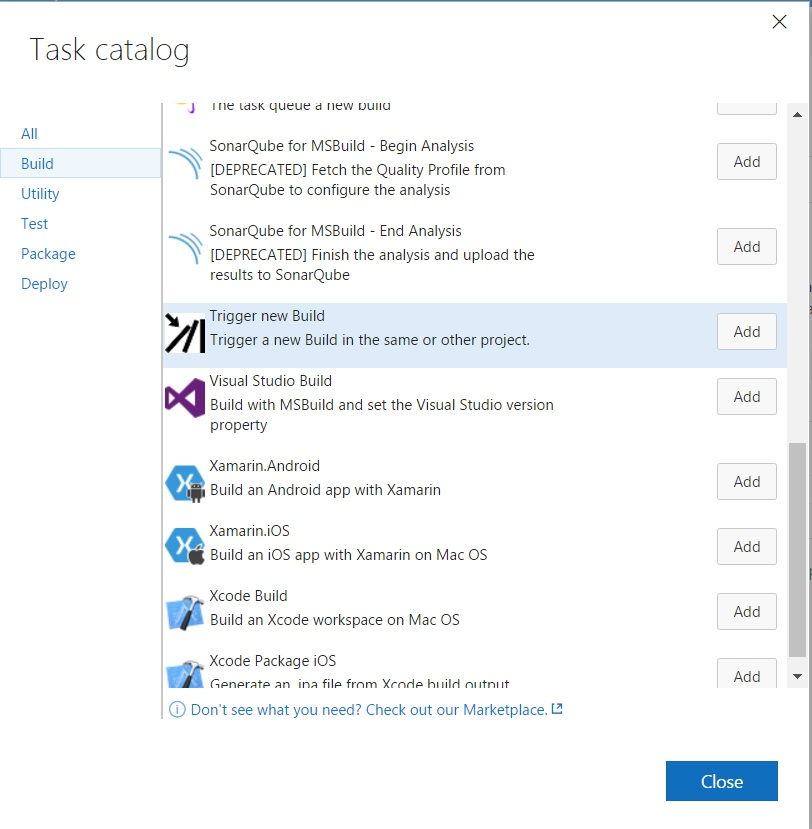 Task catalog
All
Build
Utility
Test
Package
Deploy
The task queue a new build
SonarQube for MSBuild - Begin Analysis
[DEPRECATED] Fetch the Quality Profile from
SonarQube to configure the analysis
Add
SonarQube for MSBuild - End Analysis
[DEPRECATED] Finish the analysis and upload the
results to SonarQube
Add
Trigger new Build
Trigger a new Build in the same or other project.
Add
Visual Studio Build
Build with MSBuild and set the Visual Studio version
property
Add
Xamarin.Android
Build an Android app with Xamarin
Add
Xamarin.iOS
Build an iOS app with Xamarin on Mac OS
Add
Xcode Build
Build an Xcode workspace on Mac OS
Add
Xcode Package iOS
Generate an .ipa file from Xcode build output
Add
Don't see what you need? Check out our Marketplace.
Close